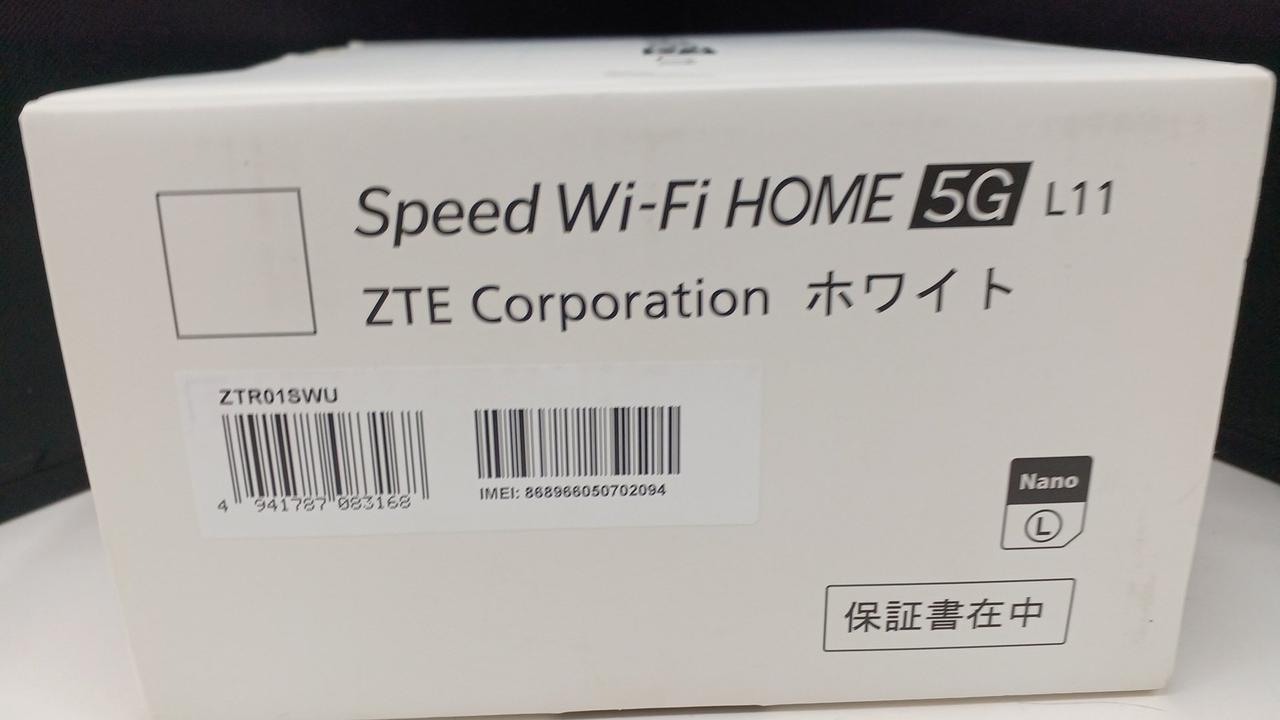 Speed Wi-Fi HOME 5G L11
ZTE Corporation ホワイト
ZTR01SWU
4 941787 083168
IMEI: 868966050702094
Nano
L
保証書在中